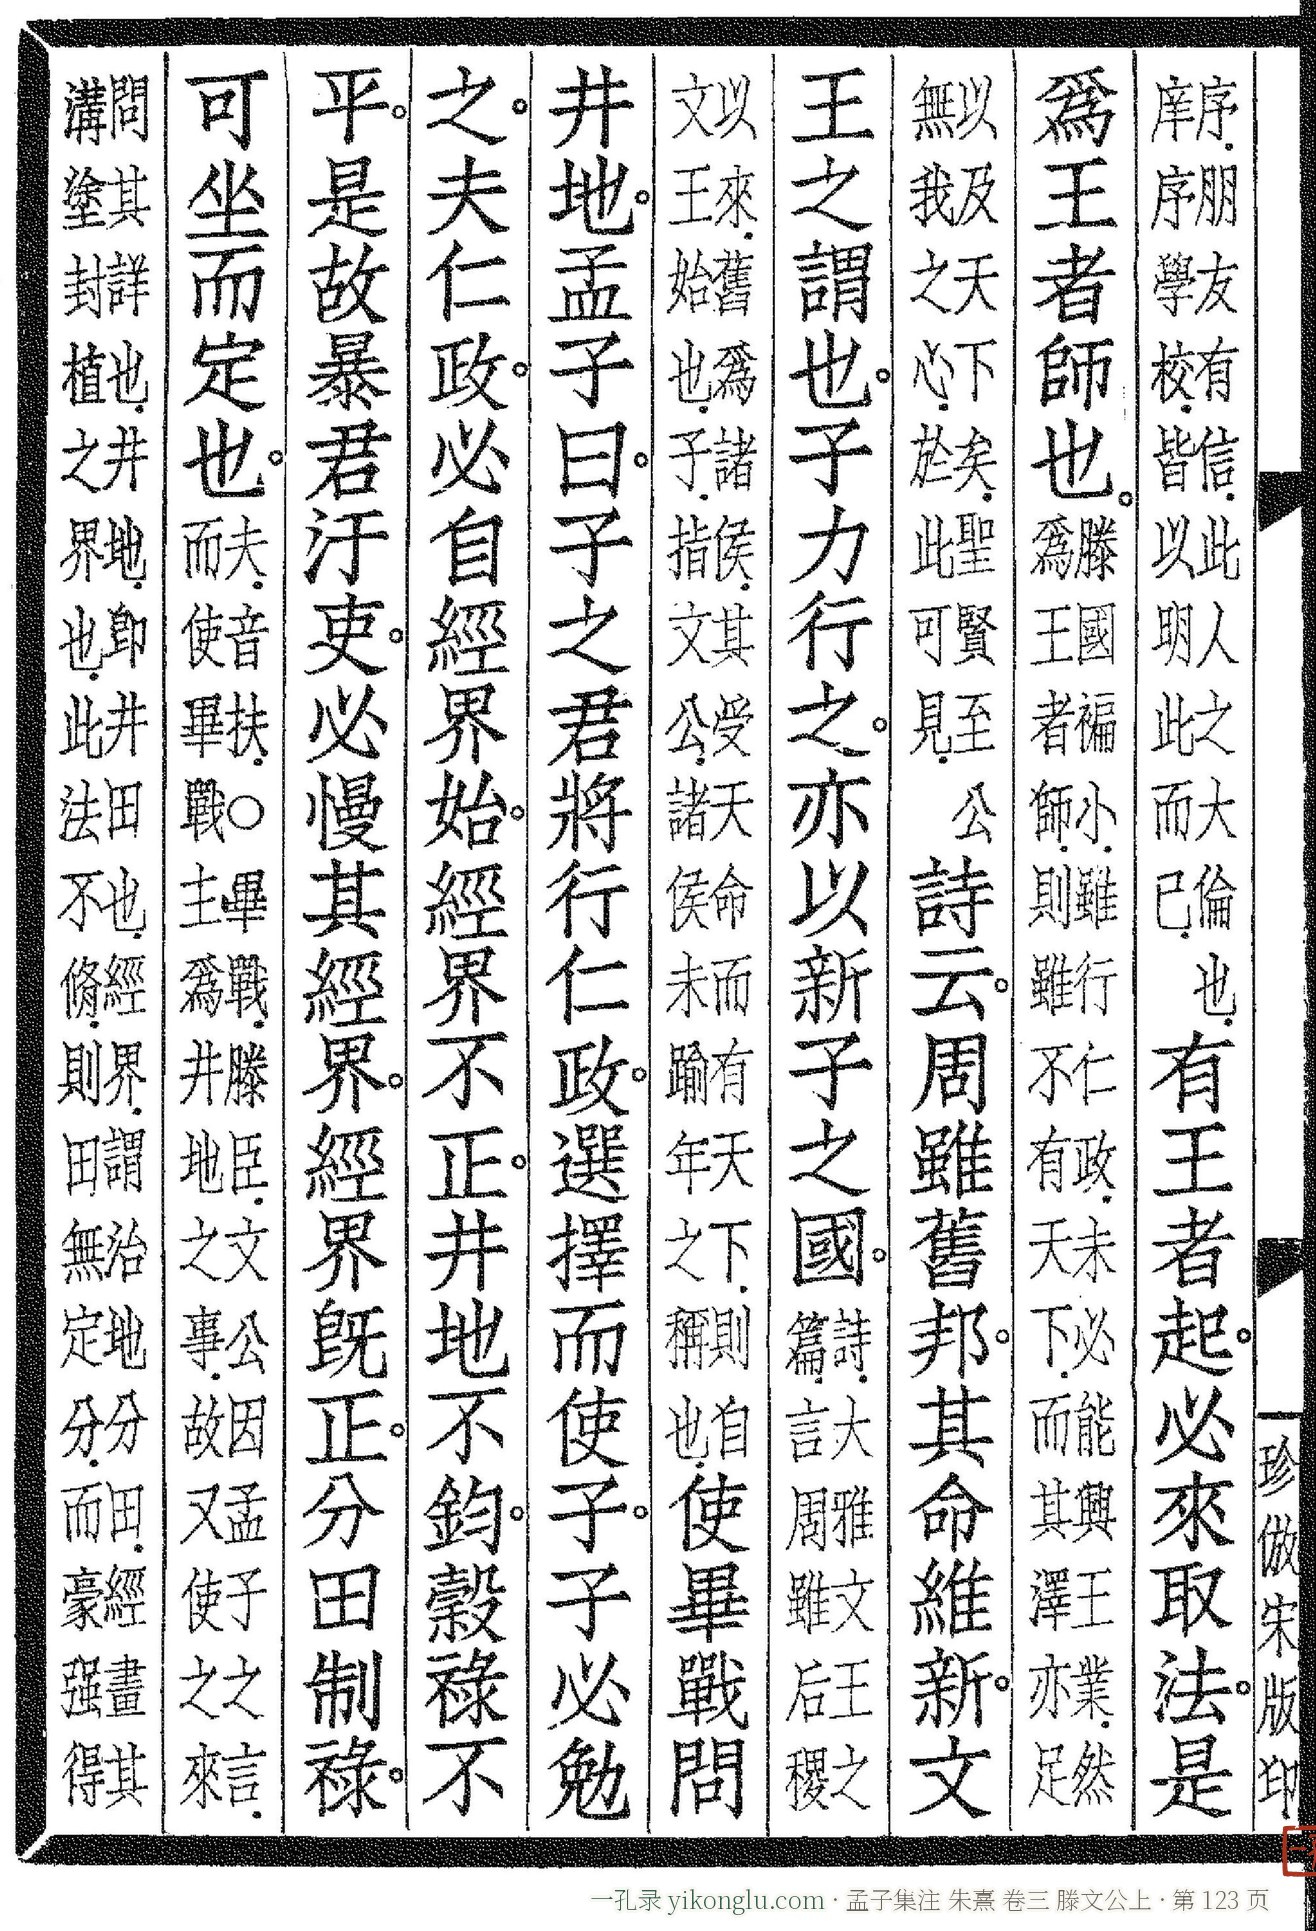 珍倣宋版印
序.朋友有信.此人之大倫也.庠序學校.皆以明此而已.有王者起。必來取法。是
爲王者師也。滕國褊小.雖行仁政.未必能興王業.然爲王者師.則雖不有天下.而其澤亦足
以及天下矣.聖賢至公無我之心.於此可見.詩云。周雖舊邦。其命維新。文
王之謂也。子力行之。亦以新子之國。詩.大雅文王之篇.言周雖后稷
以來.舊爲諸侯.其受天命而有天下.則自文王始也.子.指文公.諸侯未踰年之稱也.使畢戰問
井地。孟子曰。子之君將行仁政。選擇而使子。子必勉
之。夫仁政。必自經界始。經界不正。井地不鈞。穀祿不
平。是故暴君汙吏。必慢其經界。經界旣正。分田制祿。
可坐而定也。夫.音扶.○畢戰.滕臣.文公因孟子之言.而使畢戰主爲井地之事.故又使之來
問其詳也.井地.卽井田也.經界.謂治地分田.經畫其溝塗封植之界也.此法不脩.則田無定分.而豪强得
一孔录 yikonglu.com · 孟子集注 朱熹 卷三 滕文公上 · 第 123 页